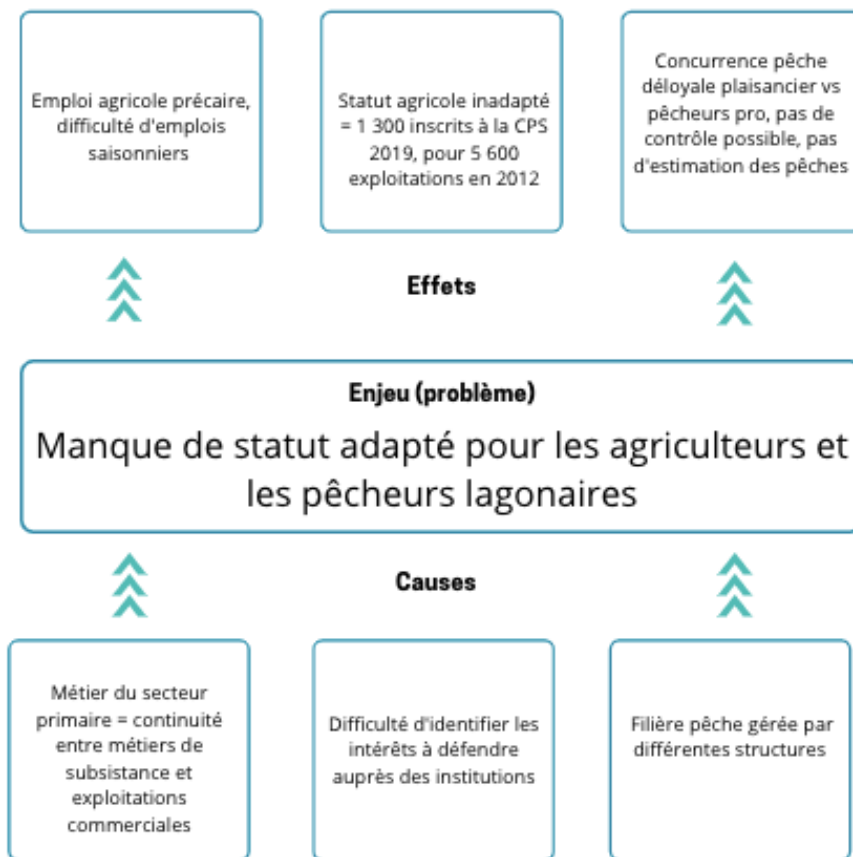 Emploi agricole précaire,
difficulté d'emplois
saisonniers
Statut agricole inadapté
= 1 300 inscrits à la CPS
2019, pour 5 600
exploitations en 2012
Concurrence pêche
déloyale plaisancier vs
pêcheurs pro, pas de
contrôle possible, pas
d'estimation des pêches
Effets
Enjeu (problème)
Manque de statut adapté pour les agriculteurs et
les pêcheurs lagonaires
Causes
Métier du secteur
primaire = continuité
entre métiers de
subsistance et
exploitations
commerciales
Difficulté d'identifier les
intérêts à défendre
auprès des institutions
Filière pêche gérée par
différentes structures